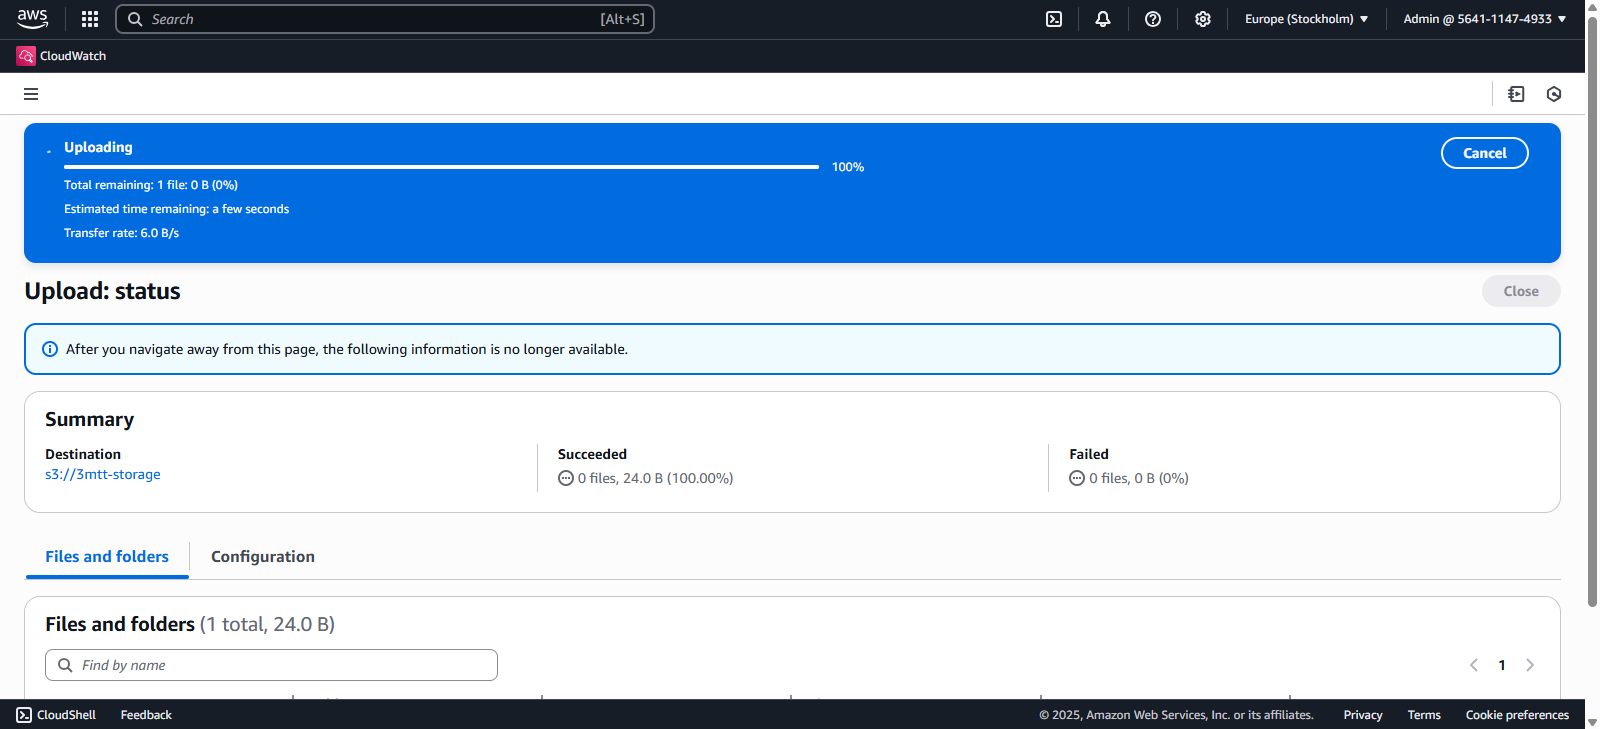 aws
Search [Alt+S]
Europe (Stockholm) ▼
Admin @ 5641-1147-4933 ▼
CloudWatch
Uploading
100%
Cancel
Total remaining: 1 file: 0 B (0%)
Estimated time remaining: a few seconds
Transfer rate: 6.0 B/s
Upload: status
Close
After you navigate away from this page, the following information is no longer available.
Summary
Destination
s3://3mtt-storage
Succeeded
0 files, 24.0 B (100.00%)
Failed
0 files, 0 B (0%)
Files and folders
Configuration
Files and folders (1 total, 24.0 B)
Find by name
1
CloudShell
Feedback
© 2025, Amazon Web Services, Inc. or its affiliates.
Privacy
Terms
Cookie preferences